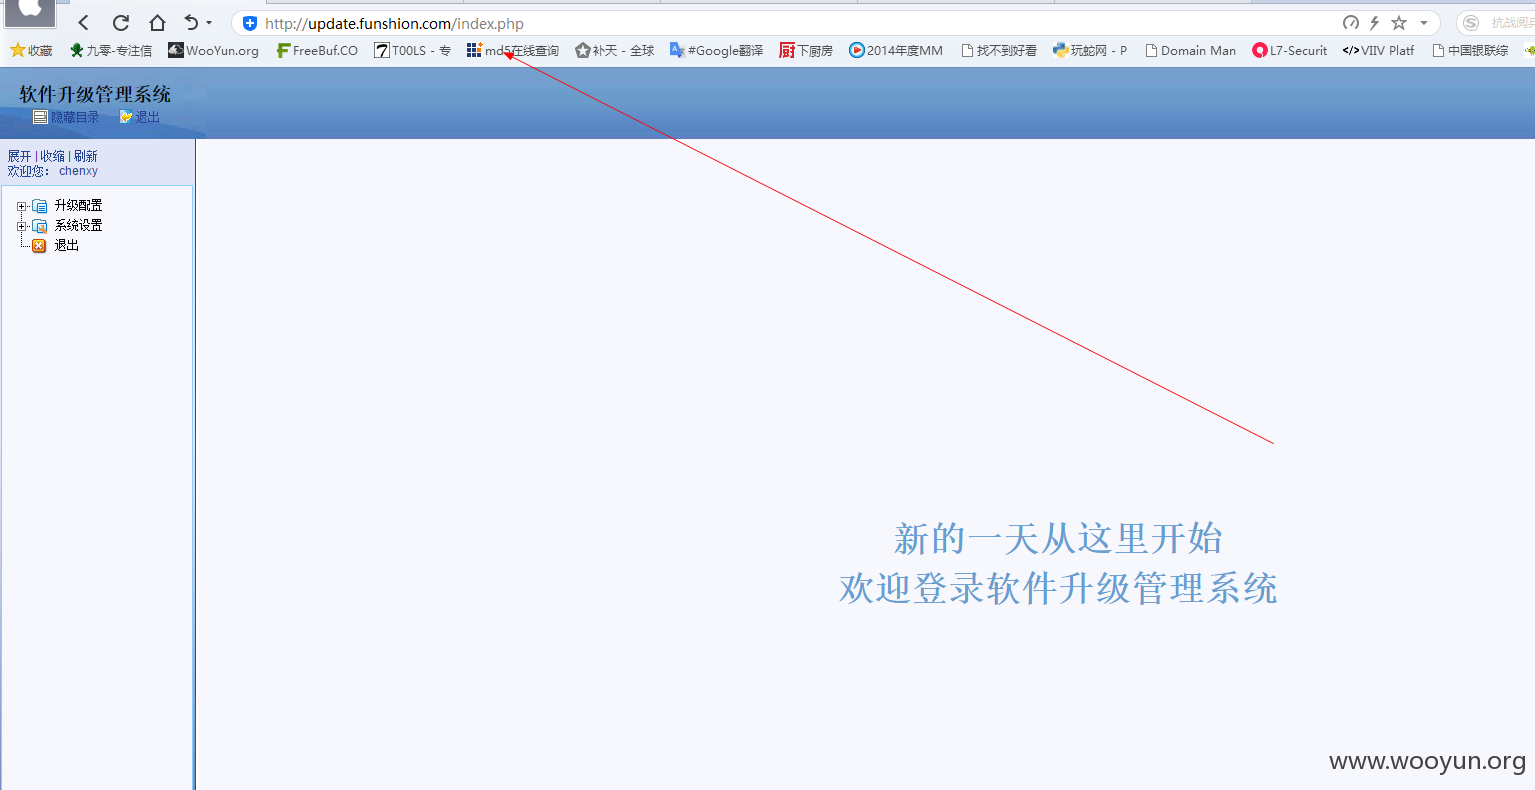 http://update.funshion.com/index.php
收藏 九零-专注信 WooYun.org FreeBuf.CO T00LS - 专 md5在线查询 补天 - 全球 #Google翻译 下厨房 2014年度MM 找不到好看 玩蛇网 - P Domain Man L7-Securit VIIV Platf 中国银联综
软件升级管理系统
隐藏目录 退出
展开 | 收缩 | 刷新
欢迎您: chenxy
升级配置
系统设置
退出
新的一天从这里开始
欢迎登录软件升级管理系统
www.wooyun.org